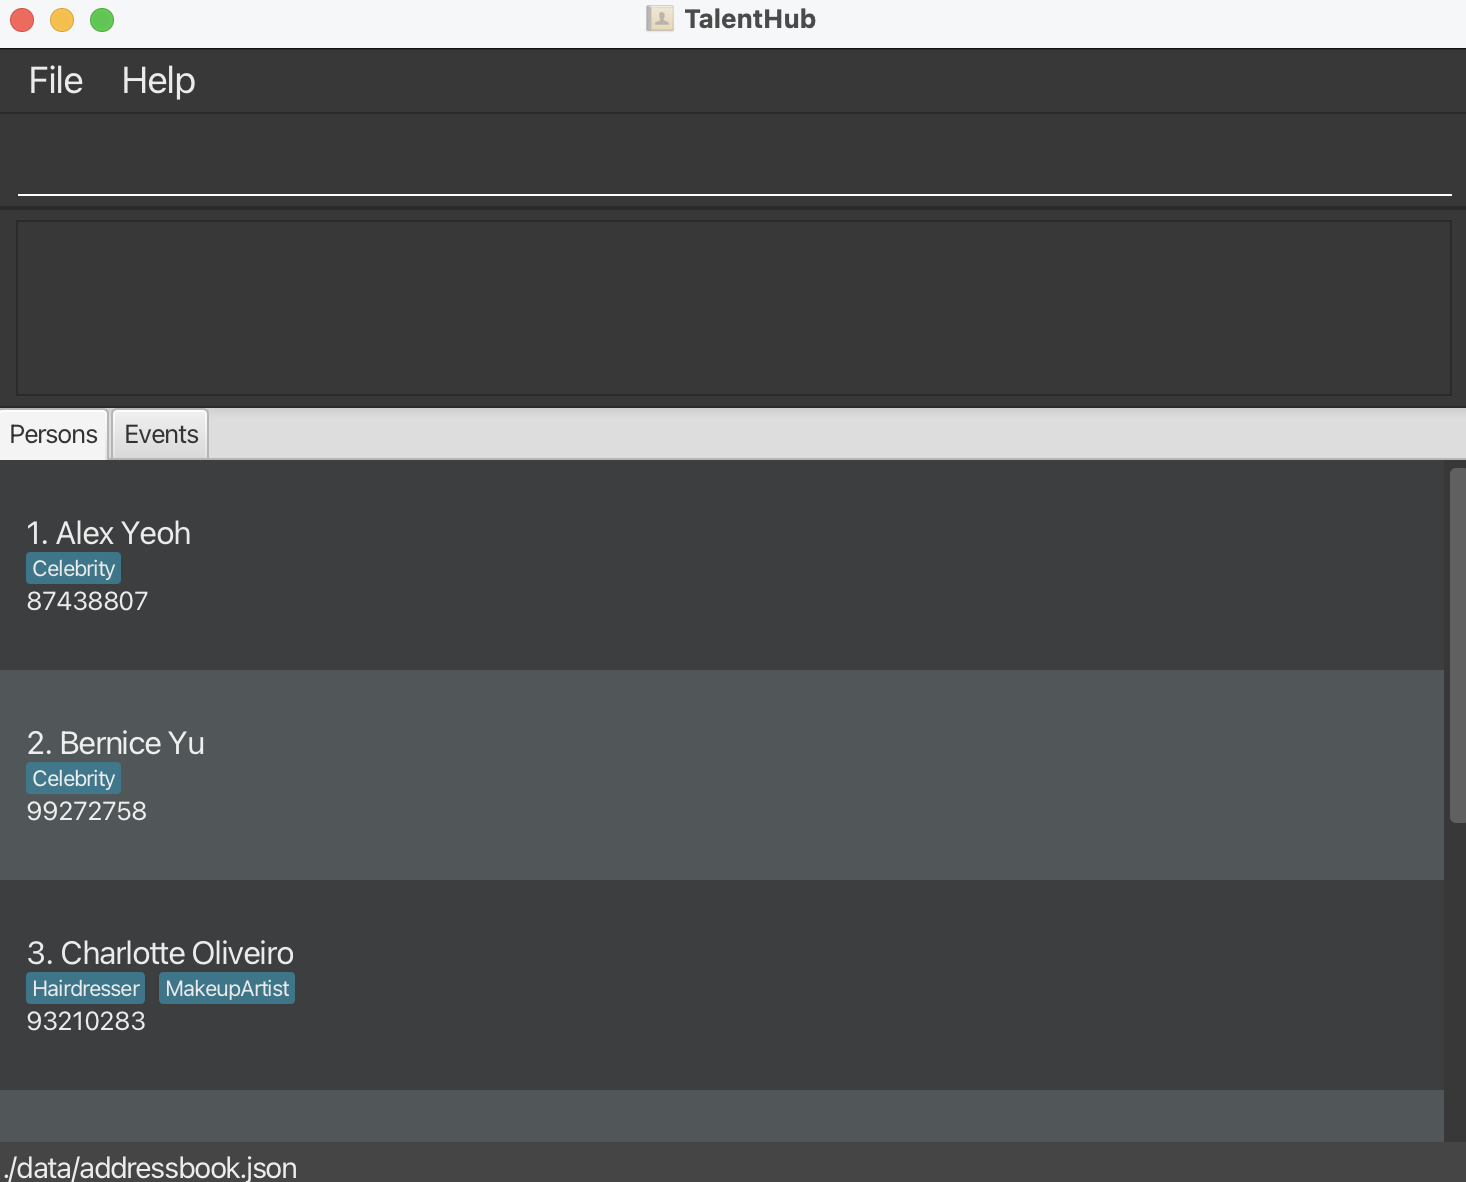 TalentHub
File Help
Persons Events
1. Alex Yeoh
Celebrity
87438807
2. Bernice Yu
Celebrity
99272758
3. Charlotte Oliveiro
Hairdresser MakeupArtist
93210283
./data/addressbook.json